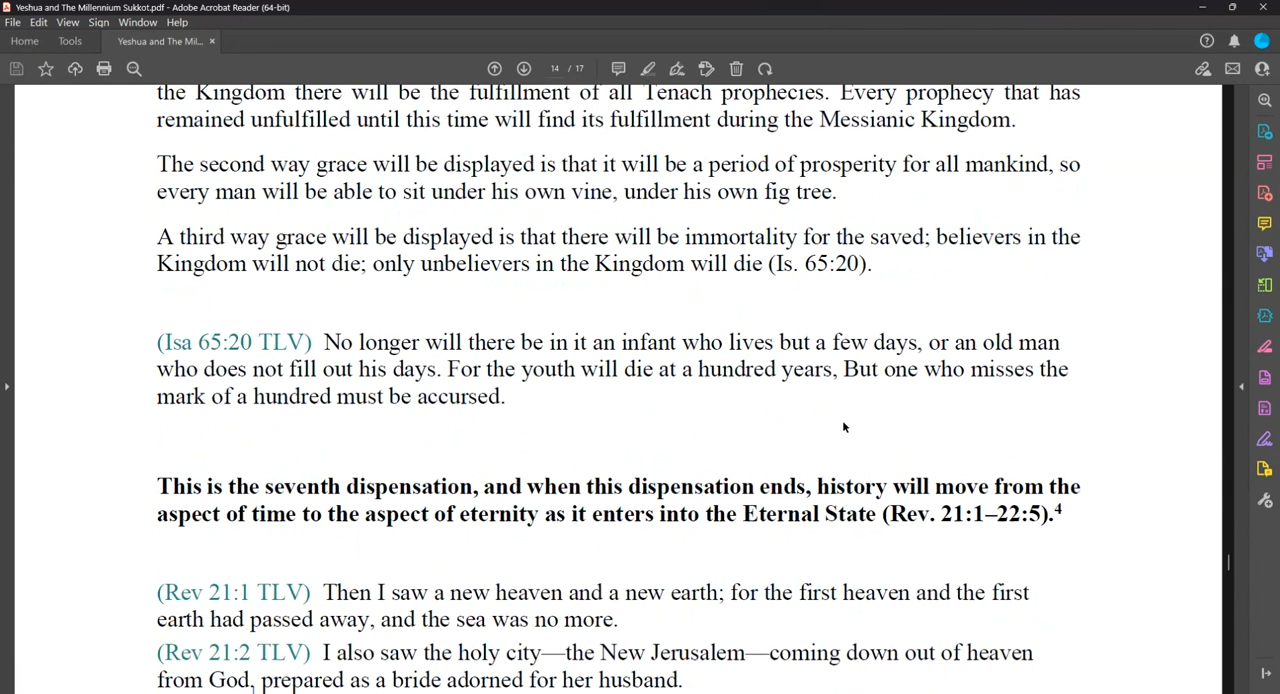 Yeshua and The Millennium Sukkot.pdf - Adobe Acrobat Reader (64-bit)
File Edit View Sign Window Help
Home Tools Yeshua and The Mil... ×
14 / 17
the Kingdom there will be the fulfillment of all Tenach prophecies. Every prophecy that has
remained unfulfilled until this time will find its fulfillment during the Messianic Kingdom.
The second way grace will be displayed is that it will be a period of prosperity for all mankind, so
every man will be able to sit under his own vine, under his own fig tree.
A third way grace will be displayed is that there will be immortality for the saved; believers in the
Kingdom will not die; only unbelievers in the Kingdom will die (Is. 65:20).
(Isa 65:20 TLV) No longer will there be in it an infant who lives but a few days, or an old man
who does not fill out his days. For the youth will die at a hundred years, But one who misses the
mark of a hundred must be accursed.
This is the seventh dispensation, and when this dispensation ends, history will move from the
aspect of time to the aspect of eternity as it enters into the Eternal State (Rev. 21:1–22:5).⁴
(Rev 21:1 TLV) Then I saw a new heaven and a new earth; for the first heaven and the first
earth had passed away, and the sea was no more.
(Rev 21:2 TLV) I also saw the holy city—the New Jerusalem—coming down out of heaven
from God, prepared as a bride adorned for her husband.